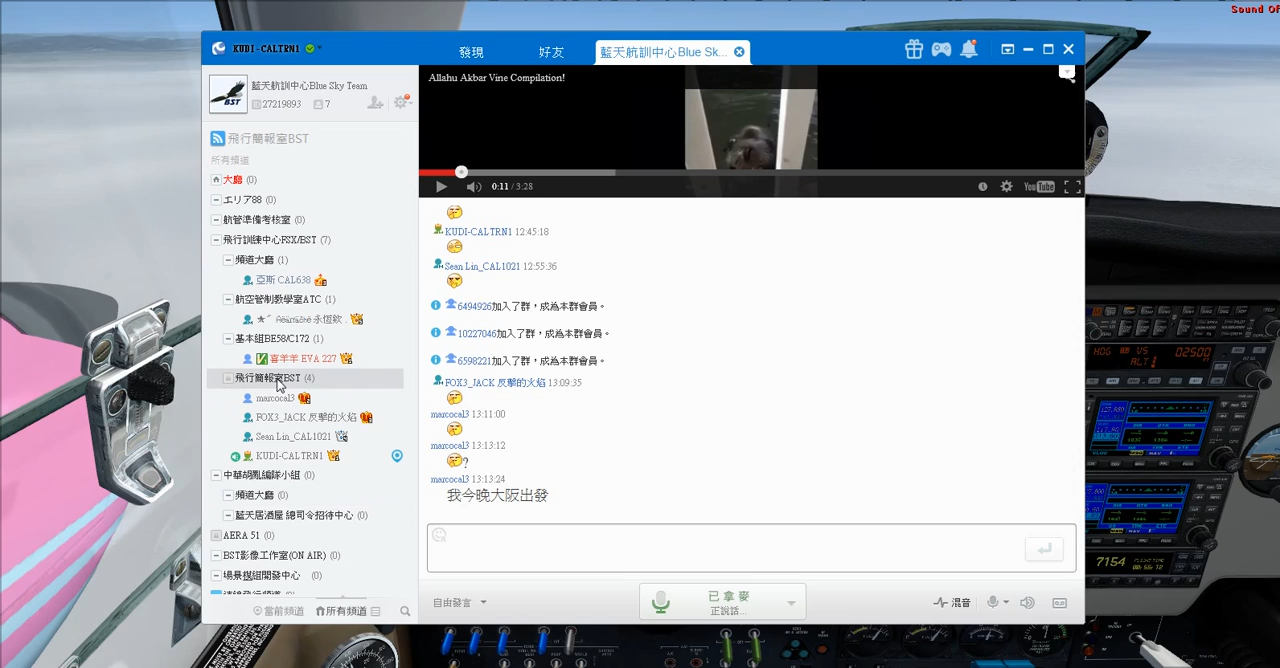 Sound Of
KUDI-CALTRN1
發現
好友
藍天航訓中心Blue Sky...
藍天航訓中心Blue Sky Team
27219893 7
BST
飛行簡報室BST
所有頻道
大廳 (0)
エリア88 (0)
航管準備考核室 (0)
飛行訓練中心FSX/BST (7)
頻道大廳 (1)
亞斯 CAL638
航空管制教學室ATC (1)
永恆欽
基本組BE58/C172 (1)
喜羊羊 EVA 227
飛行簡報室BST (4)
marcocal3
FOX3_JACK 反擊的火焰
Sean Lin_CAL1021
KUDI-CALTRN1
中華胡亂編隊小組 (0)
頻道大廳 (0)
藍天居酒屋 總司令招待中心 (0)
AERA 51 (0)
BST影像工作室(ON AIR) (0)
場景模組開發中心 (0)
當前頻道
所有頻道
Allahu Akbar Vine Compilation!
0:11 / 3:28
YouTube
KUDI-CALTRN1 12:45:18
Sean Lin_CAL1021 12:55:36
6494926加入了群，成為本群會員。
10227046加入了群，成為本群會員。
6598221加入了群，成為本群會員。
FOX3_JACK 反擊的火焰 13:09:35
marcocal3 13:11:00
marcocal3 13:13:12
?
marcocal3 13:13:24
我今晚大阪出發
自由發言
已拿麥
正說話...
混音
HDG VS 02500
ALT
7154